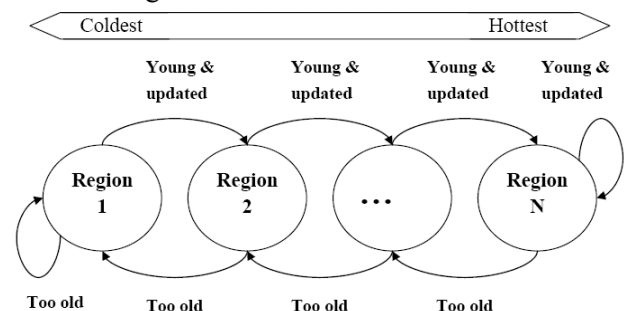 Coldest Hottest
Young & Young & Young & Young &
updated updated updated updated
Region Region Region
1 2 ... N
Too old Too old Too old Too old